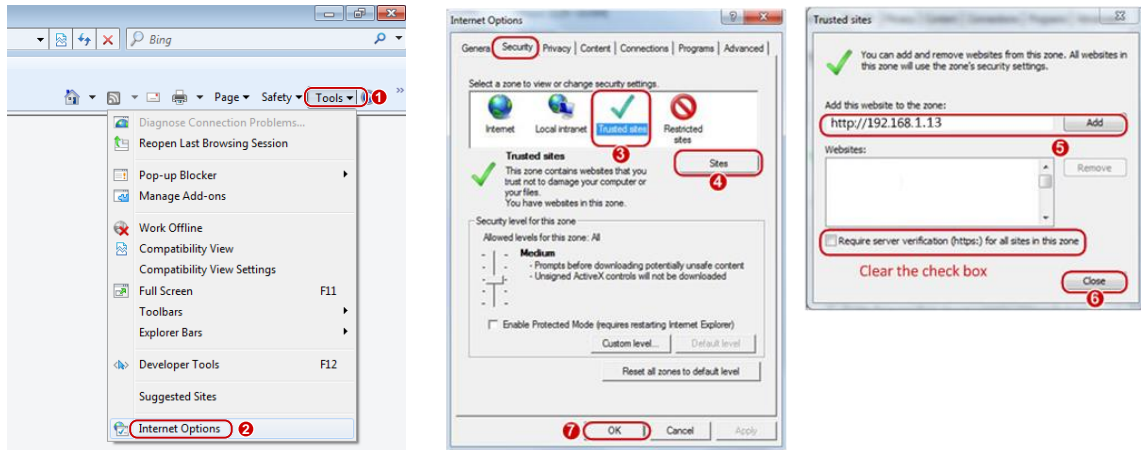 Bing
Page
Safety
Tools
1
»
Diagnose Connection Problems...
Reopen Last Browsing Session
Pop-up Blocker
Manage Add-ons
Work Offline
Compatibility View
Compatibility View Settings
Full Screen F11
Toolbars
Explorer Bars
Developer Tools F12
Suggested Sites
Internet Options 2
Internet Options
General Security Privacy Content Connections Programs Advanced
Select a zone to view or change security settings.
Internet Local intranet Trusted sites Restricted
sites
3
Trusted sites
This zone contains websites that you
trust not to damage your computer or
your files.
You have websites in this zone.
Sites
4
Security level for this zone
Allowed levels for this zone: All
Medium
- Prompts before downloading potentially unsafe content
- Unsigned ActiveX controls will not be downloaded
Enable Protected Mode (requires restarting Internet Explorer)
Custom level... Default level
Reset all zones to default level
7 OK Cancel Apply
Trusted sites
You can add and remove websites from this zone. All websites in
this zone will use the zone's security settings.
Add this website to the zone:
http://192.168.1.13 Add
5
Websites:
Remove
Require server verification (https:) for all sites in this zone
Clear the check box
Close
6